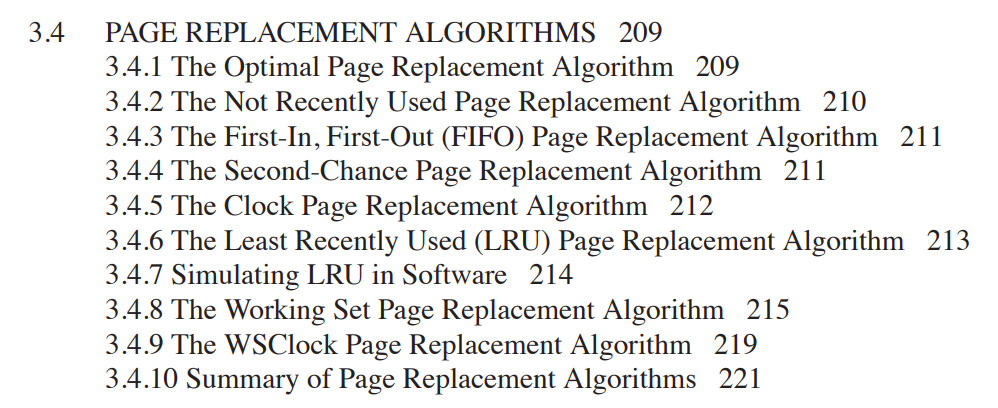 3.4 PAGE REPLACEMENT ALGORITHMS 209
3.4.1 The Optimal Page Replacement Algorithm 209
3.4.2 The Not Recently Used Page Replacement Algorithm 210
3.4.3 The First-In, First-Out (FIFO) Page Replacement Algorithm 211
3.4.4 The Second-Chance Page Replacement Algorithm 211
3.4.5 The Clock Page Replacement Algorithm 212
3.4.6 The Least Recently Used (LRU) Page Replacement Algorithm 213
3.4.7 Simulating LRU in Software 214
3.4.8 The Working Set Page Replacement Algorithm 215
3.4.9 The WSClock Page Replacement Algorithm 219
3.4.10 Summary of Page Replacement Algorithms 221